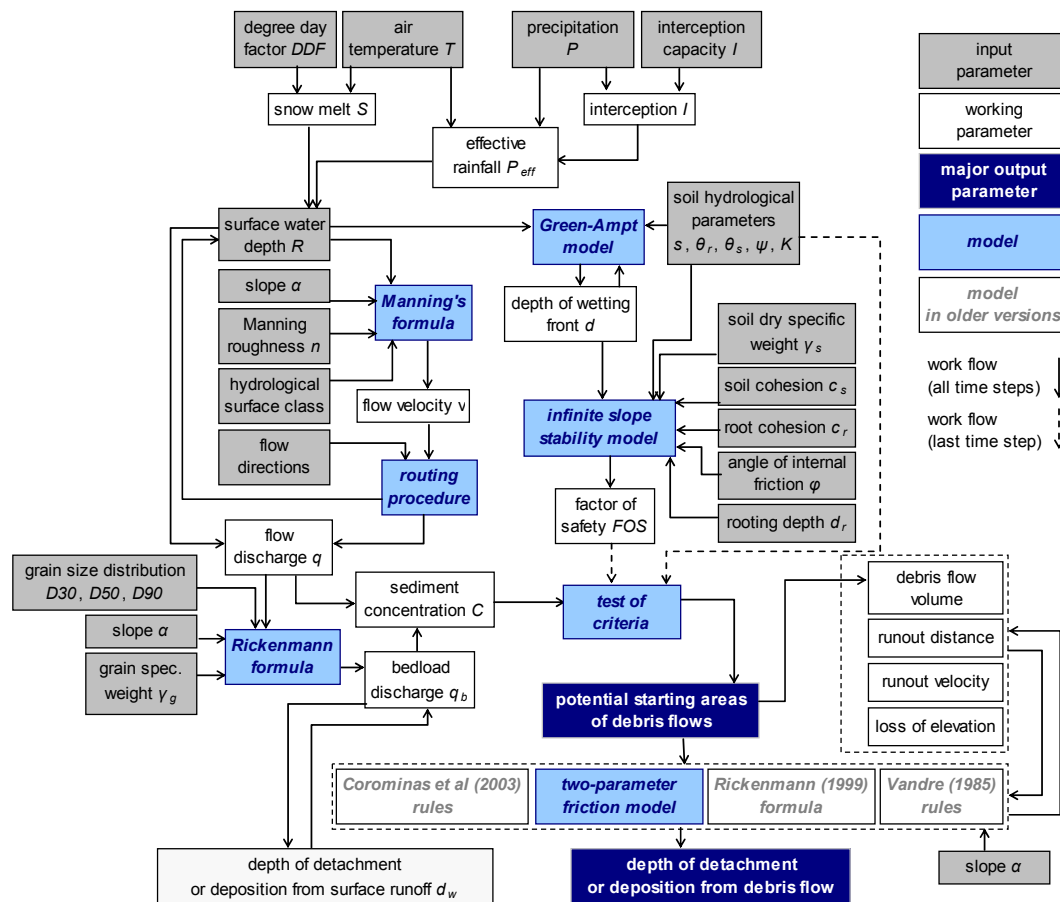 degree day
factor DDF
air
temperature T
precipitation
P
interception
capacity I
input
parameter
snow melt S
interception I
working
parameter
effective
rainfall P eff
major output
parameter
surface water
depth R
Green-Ampt
model
soil hydrological
parameters
s, θr, θs, ψ, K
model
slope α
Manning's
formula
depth of wetting
front d
model
in older versions
Manning
roughness n
soil dry specific
weight γs
hydrological
surface class
flow velocity v
infinite slope
stability model
soil cohesion cs
root cohesion cr
work flow
(all time steps)
work flow
(last time step)
flow
directions
routing
procedure
angle of internal
friction φ
factor of
safety FOS
rooting depth dr
flow
discharge q
grain size distribution
D30, D50, D90
sediment
concentration C
test of
criteria
debris flow
volume
slope α
Rickenmann
formula
runout distance
grain spec.
weight γg
bedload
discharge qb
runout velocity
potential starting areas
of debris flows
loss of elevation
Corominas et al (2003)
rules
two-parameter
friction model
Rickenmann (1999)
formula
Vandre (1985)
rules
depth of detachment
or deposition from surface runoff dw
depth of detachment
or deposition from debris flow
slope α